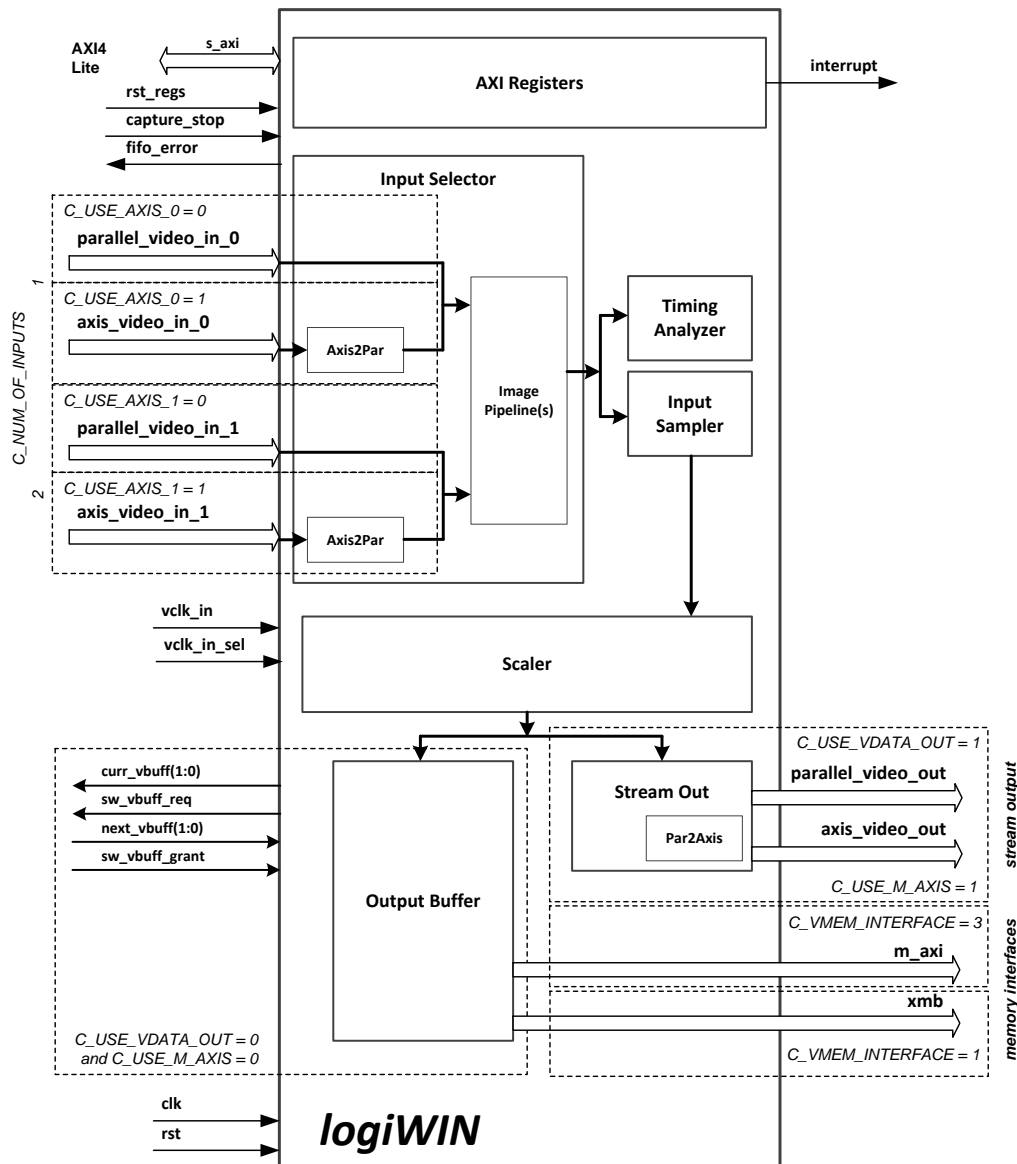 AXI4
Lite
s_axi
AXI Registers
interrupt
rst_regs
capture_stop
fifo_error
Input Selector
C_USE_AXIS_0 = 0
parallel_video_in_0
1
C_USE_AXIS_0 = 1
axis_video_in_0
Axis2Par
C_NUM_OF_INPUTS
C_USE_AXIS_1 = 0
parallel_video_in_1
2
C_USE_AXIS_1 = 1
axis_video_in_1
Axis2Par
Image
Pipeline(s)
Timing
Analyzer
Input
Sampler
vclk_in
vclk_in_sel
Scaler
curr_vbuff(1:0)
sw_vbuff_req
next_vbuff(1:0)
sw_vbuff_grant
Output Buffer
C_USE_VDATA_OUT = 0
and C_USE_M_AXIS = 0
C_USE_VDATA_OUT = 1
parallel_video_out
Stream Out
Par2Axis
axis_video_out
C_USE_M_AXIS = 1
stream output
C_VMEM_INTERFACE = 3
m_axi
xmb
C_VMEM_INTERFACE = 1
memory interfaces
clk
rst
logiWIN